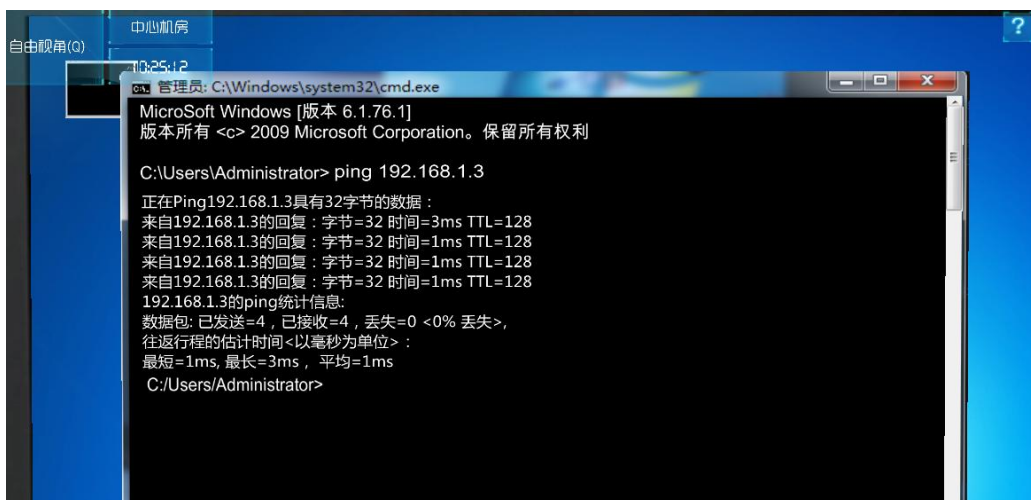 中心机房
自由视角(Q)
?
10:25:12
管理员: C:\Windows\system32\cmd.exe
MicroSoft Windows [版本 6.1.76.1]
版本所有 <c> 2009 Microsoft Corporation。保留所有权利
C:\Users\Administrator> ping 192.168.1.3
正在Ping192.168.1.3具有32字节的数据：
来自192.168.1.3的回复：字节=32 时间=3ms TTL=128
来自192.168.1.3的回复：字节=32 时间=1ms TTL=128
来自192.168.1.3的回复：字节=32 时间=1ms TTL=128
来自192.168.1.3的回复：字节=32 时间=1ms TTL=128
192.168.1.3的ping统计信息:
数据包: 已发送=4，已接收=4，丢失=0 <0% 丢失>,
往返行程的估计时间<以毫秒为单位>：
最短=1ms, 最长=3ms， 平均=1ms
C:/Users/Administrator>